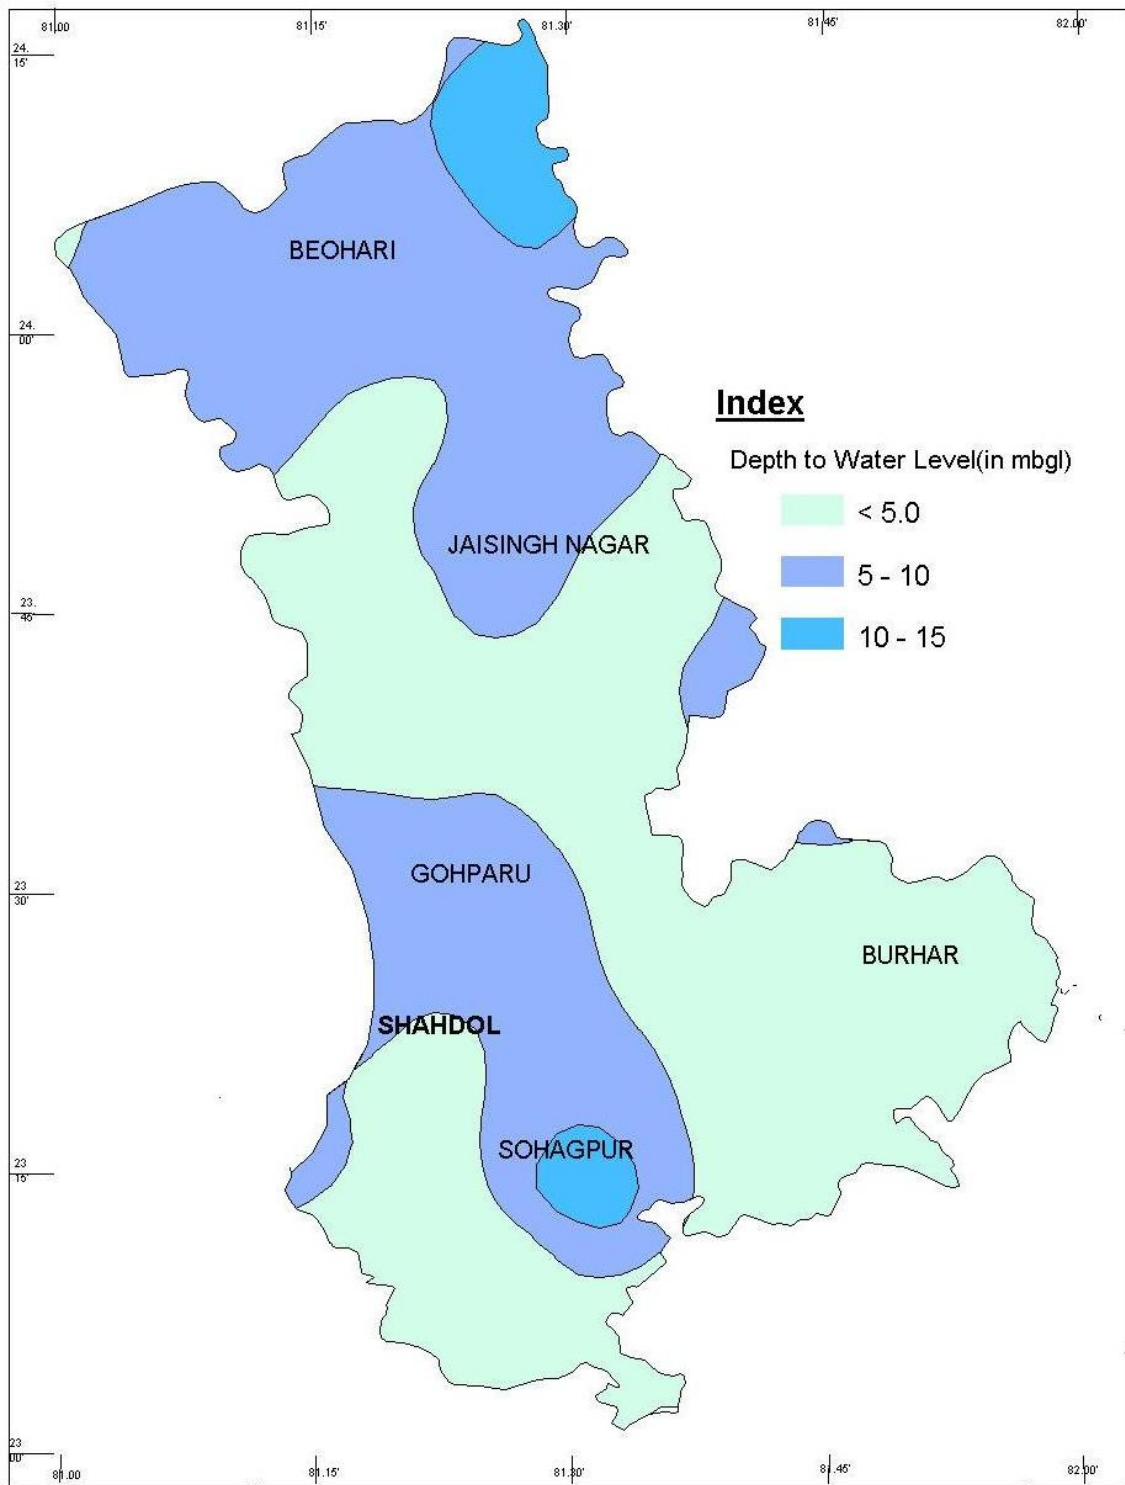 81.00 81.15' 81.30' 81.45' 82.00'
24.
15'
BEOHARI
24.
00'
Index
Depth to Water Level(in mbgl)
< 5.0
JAISINGH NAGAR
5 - 10
23.
45'
10 - 15
GOHPARU
23
30'
BURHAR
SHAHDOL
SOHAGPUR
23
15'
23
00'
81.00 81.15' 81.30' 81.45' 82.00'